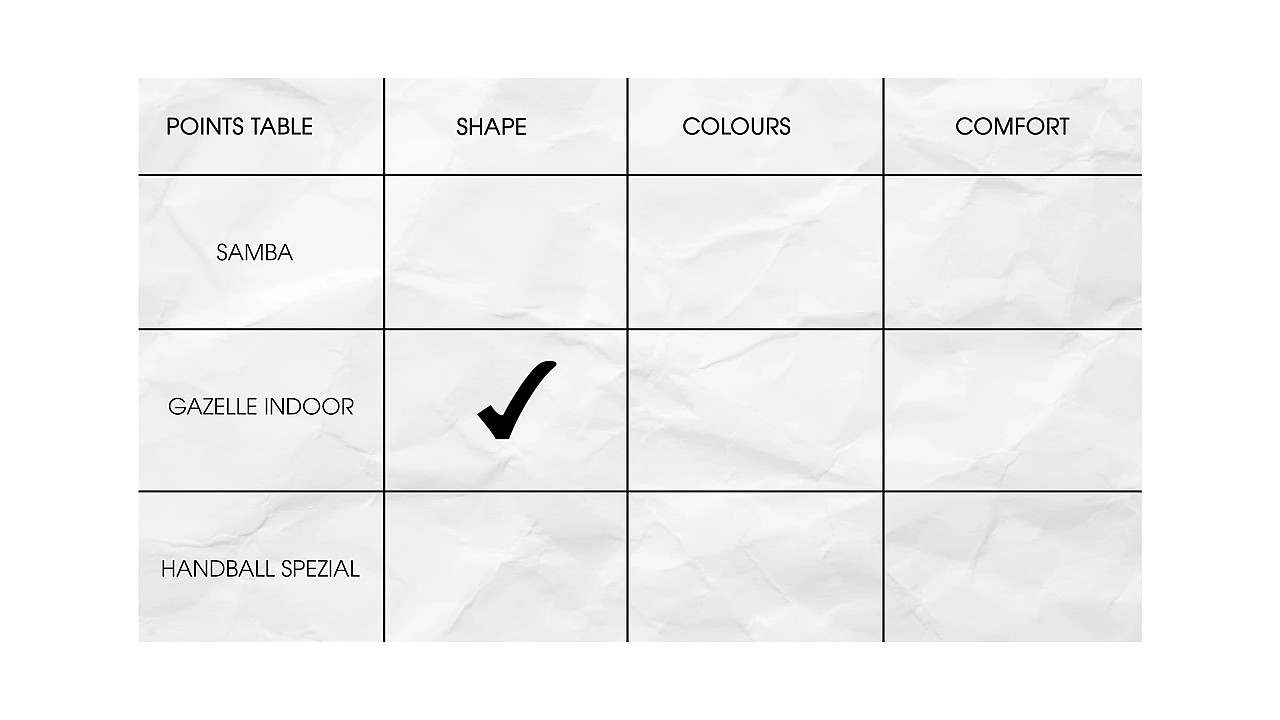 POINTS TABLE SHAPE COLOURS COMFORT
SAMBA
GAZELLE INDOOR ✔
HANDBALL SPEZIAL